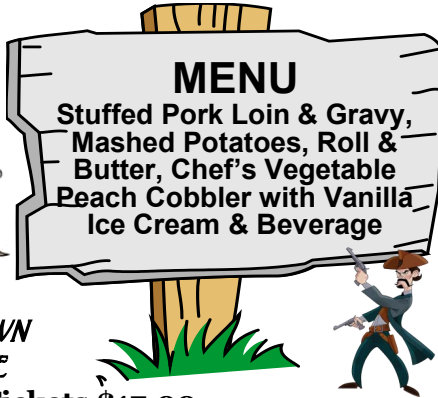 MENU
Stuffed Pork Loin & Gravy,
Mashed Potatoes, Roll &
Butter, Chef's Vegetable
Peach Cobbler with Vanilla
Ice Cream & Beverage